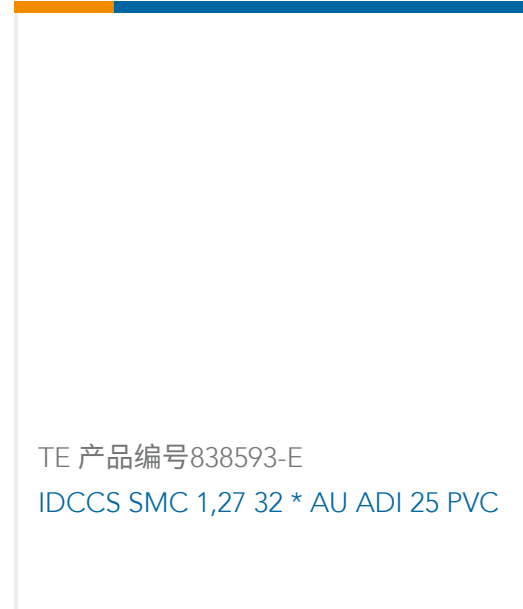 TE 产品编号838593-E
IDCCS SMC 1,27 32 * AU ADI 25 PVC